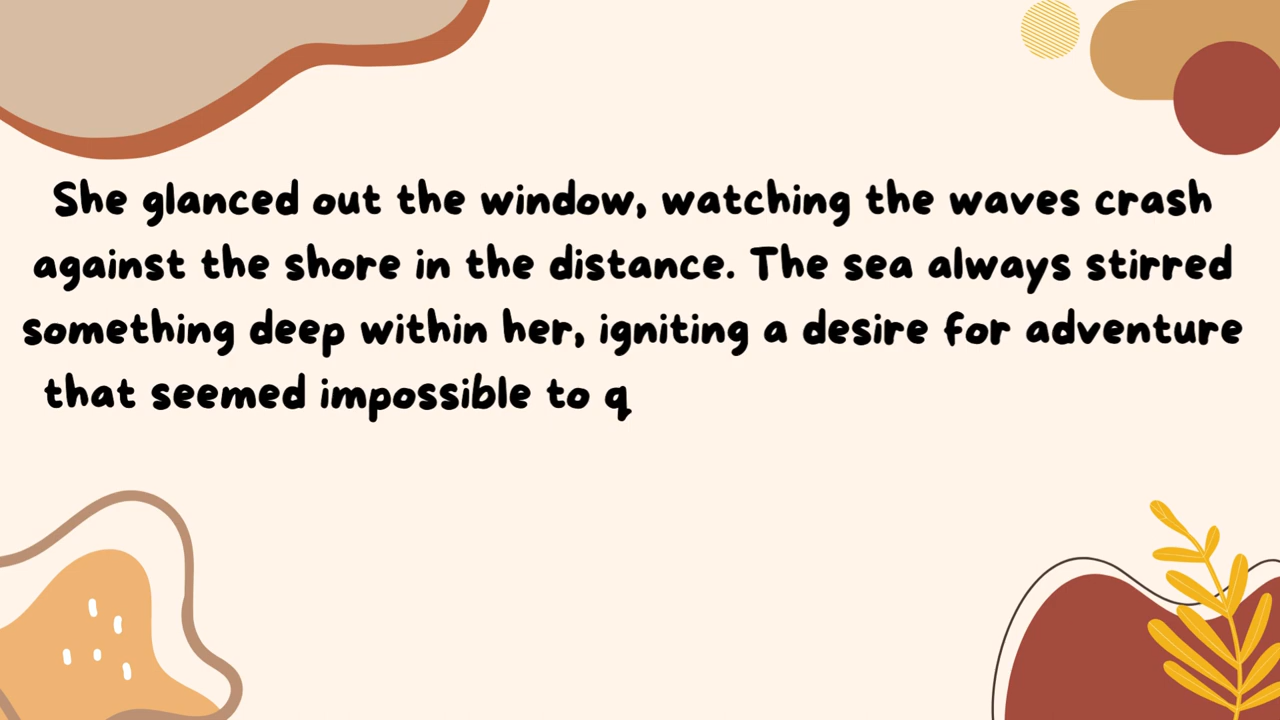 She glanced out the window, watching the waves crash
against the shore in the distance. The sea always stirred
something deep within her, igniting a desire for adventure
that seemed impossible to q